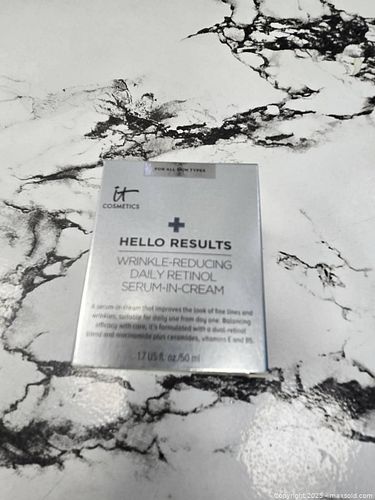 FOR ALL SKIN TYPES
it
COSMETICS
HELLO RESULTS
WRINKLE-REDUCING
DAILY RETINOL
SERUM-IN-CREAM
A serum-in-cream that improves the look of fine lines and
wrinkles, suitable for daily use from day one. Balancing
efficacy with care, it's formulated with a dual-retinol
blend and niacinamide plus ceramides, vitamins E and B5.
1.7 US fl. oz./50 ml
Copyright 2025 - maxsold.com